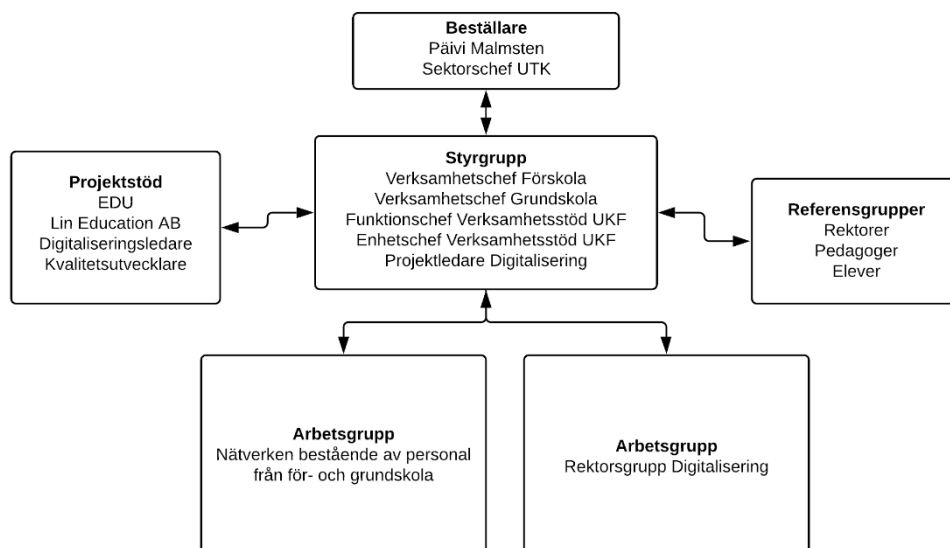 Beställare
Päivi Malmsten
Sektorschef UTK
Styrgrupp
Verksamhetschef Förskola
Verksamhetschef Grundskola
Funktionschef Verksamhetsstöd UKF
Enhetschef Verksamhetsstöd UKF
Projektledare Digitalisering
Projektstöd
EDU
Lin Education AB
Digitaliseringsledare
Kvalitetsutvecklare
Referensgrupper
Rektorer
Pedagoger
Elever
Arbetsgrupp
Nätverken bestående av personal
från för- och grundskola
Arbetsgrupp
Rektorsgrupp Digitalisering